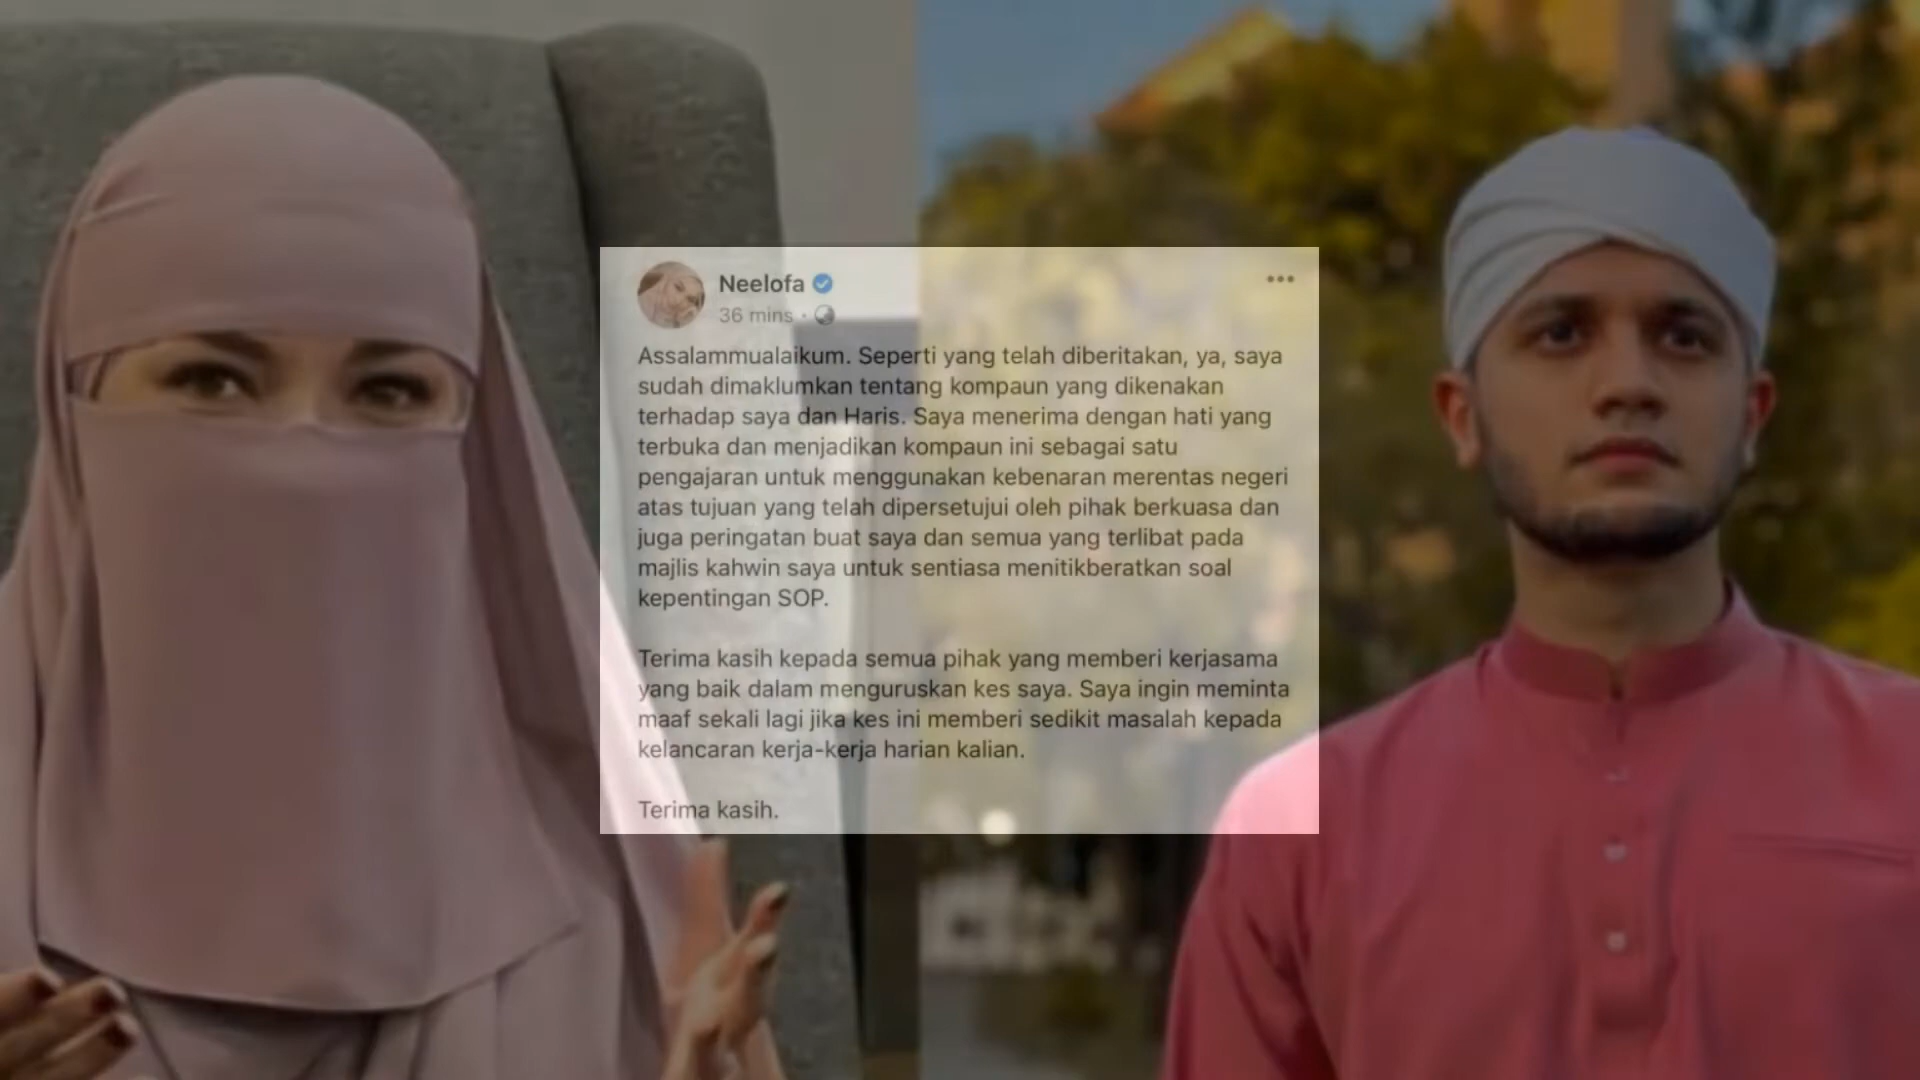 Neelofa
36 mins ·
Assalammualaikum. Seperti yang telah diberitakan, ya, saya
sudah dimaklumkan tentang kompaun yang dikenakan
terhadap saya dan Haris. Saya menerima dengan hati yang
terbuka dan menjadikan kompaun ini sebagai satu
pengajaran untuk menggunakan kebenaran merentas negeri
atas tujuan yang telah dipersetujui oleh pihak berkuasa dan
juga peringatan buat saya dan semua yang terlibat pada
majlis kahwin saya untuk sentiasa menitikberatkan soal
kepentingan SOP.
Terima kasih kepada semua pihak yang memberi kerjasama
yang baik dalam menguruskan kes saya. Saya ingin meminta
maaf sekali lagi jika kes ini memberi sedikit masalah kepada
kelancaran kerja-kerja harian kalian.
Terima kasih.